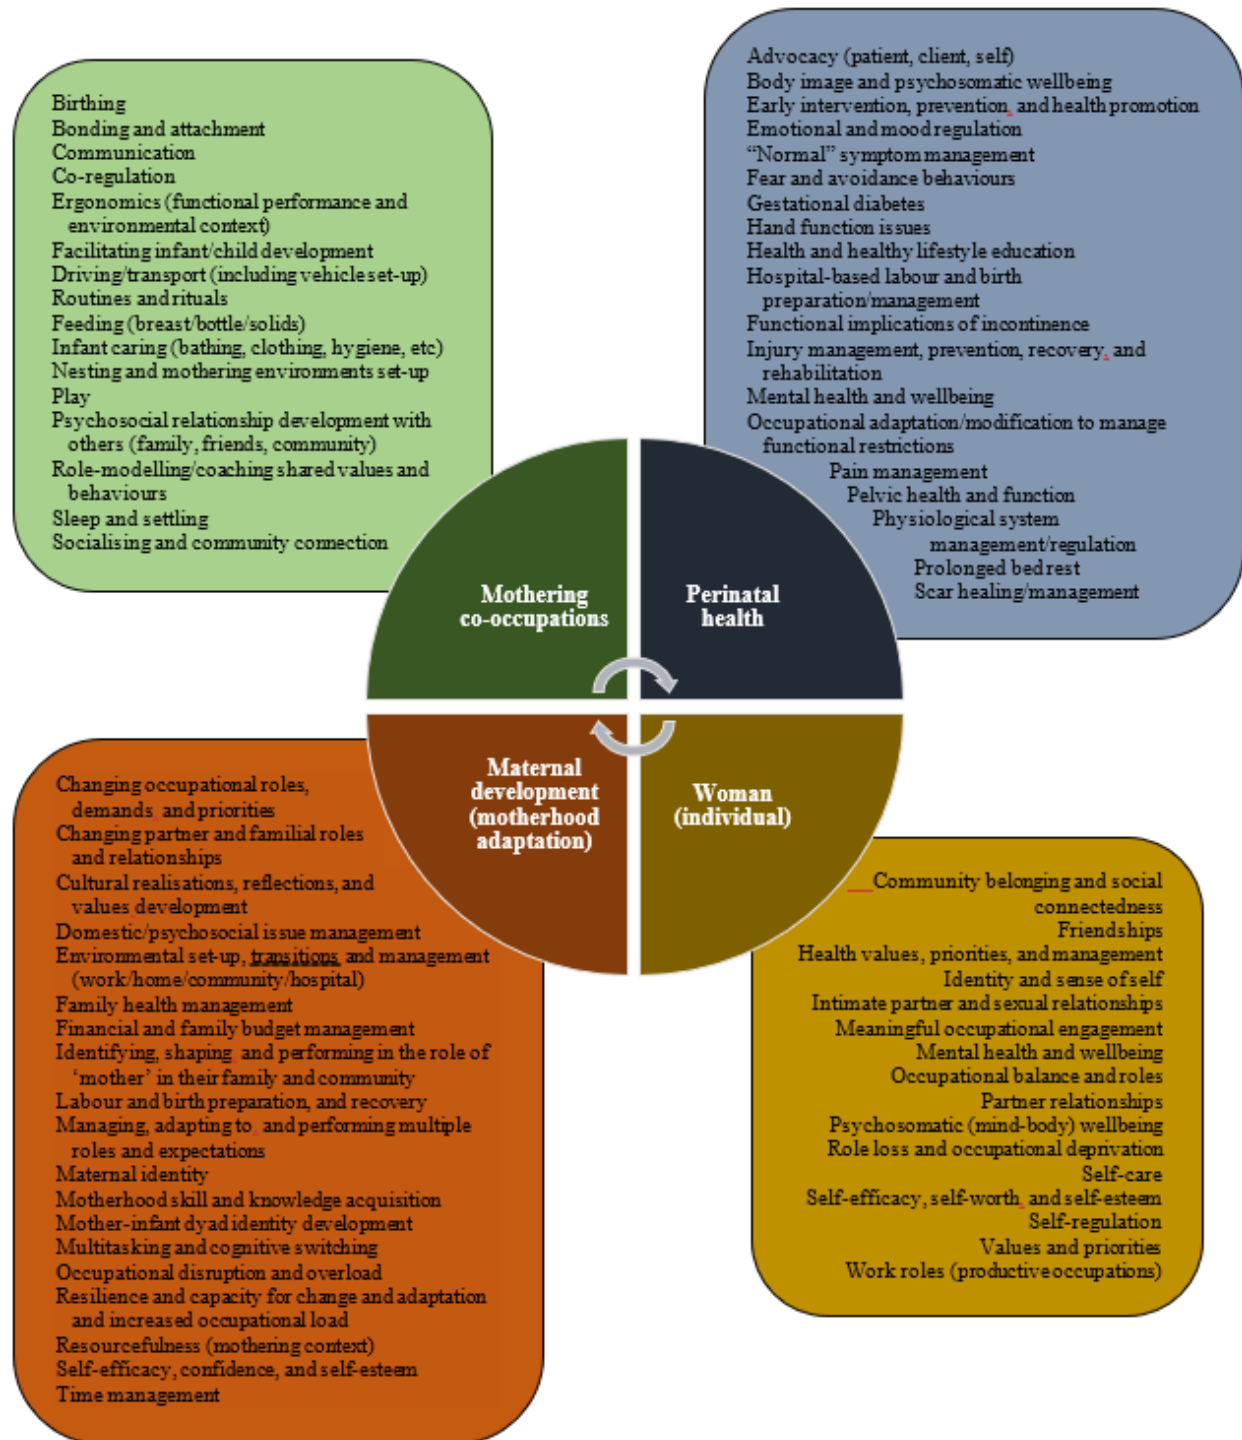 Birthing
Bonding and attachment
Communication
Co-regulation
Ergonomics (functional performance and
environmental context)
Facilitating infant/child development
Driving/transport (including vehicle set-up)
Routines and rituals
Feeding (breast/bottle/solids)
Infant caring (bathing, clothing, hygiene, etc)
Nesting and mothering environments set-up
Play
Psychosocial relationship development with
others (family, friends, community)
Role-modelling/coaching shared values and
behaviours
Sleep and settling
Socialising and community connection
Advocacy (patient, client, self)
Body image and psychosomatic wellbeing
Early intervention, prevention, and health promotion
Emotional and mood regulation
“Normal” symptom management
Fear and avoidance behaviours
Gestational diabetes
Hand function issues
Health and healthy lifestyle education
Hospital-based labour and birth
preparation/management
Functional implications of incontinence
Injury management, prevention, recovery, and
rehabilitation
Mental health and wellbeing
Occupational adaptation/modification to manage
functional restrictions
Pain management
Pelvic health and function
Physiological system
management/regulation
Prolonged bed rest
Scar healing/management
Mothering
co-occupations
Perinatal
health
Maternal
development
(motherhood
adaptation)
Woman
(individual)
Changing occupational roles,
demands, and priorities
Changing partner and familial roles
and relationships
Cultural realisations, reflections, and
values development
Domestic/psychosocial issue management
Environmental set-up, transitions and management
(work/home/community/hospital)
Family health management
Financial and family budget management
Identifying, shaping and performing in the role of
‘mother’ in their family and community
Labour and birth preparation, and recovery
Managing, adapting to, and performing multiple
roles and expectations
Maternal identity
Motherhood skill and knowledge acquisition
Mother-infant dyad identity development
Multitasking and cognitive switching
Occupational disruption and overload
Resilience and capacity for change and adaptation
and increased occupational load
Resourcefulness (mothering context)
Self-efficacy, confidence, and self-esteem
Time management
Community belonging and social
connectedness
Friendships
Health values, priorities, and management
Identity and sense of self
Intimate partner and sexual relationships
Meaningful occupational engagement
Mental health and wellbeing
Occupational balance and roles
Partner relationships
Psychosomatic (mind-body) wellbeing
Role loss and occupational deprivation
Self-care
Self-efficacy, self-worth, and self-esteem
Self-regulation
Values and priorities
Work roles (productive occupations)